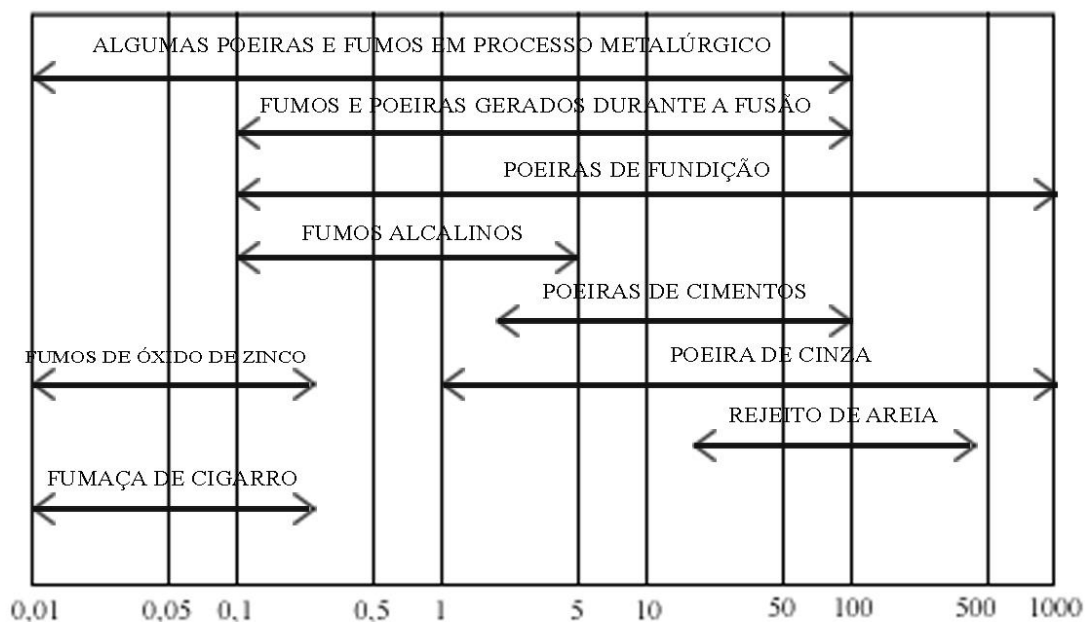 ALGUMAS POEIRAS E FUMOS EM PROCESSO METALÚRGICO
FUMOS E POEIRAS GERADOS DURANTE A FUSÃO
POEIRAS DE FUNDIÇÃO
FUMOS ALCALINOS
POEIRAS DE CIMENTOS
FUMOS DE ÓXIDO DE ZINCO
POEIRA DE CINZA
REJEITO DE AREIA
FUMAÇA DE CIGARRO
0,01 0,05 0,1 0,5 1 5 10 50 100 500 1000